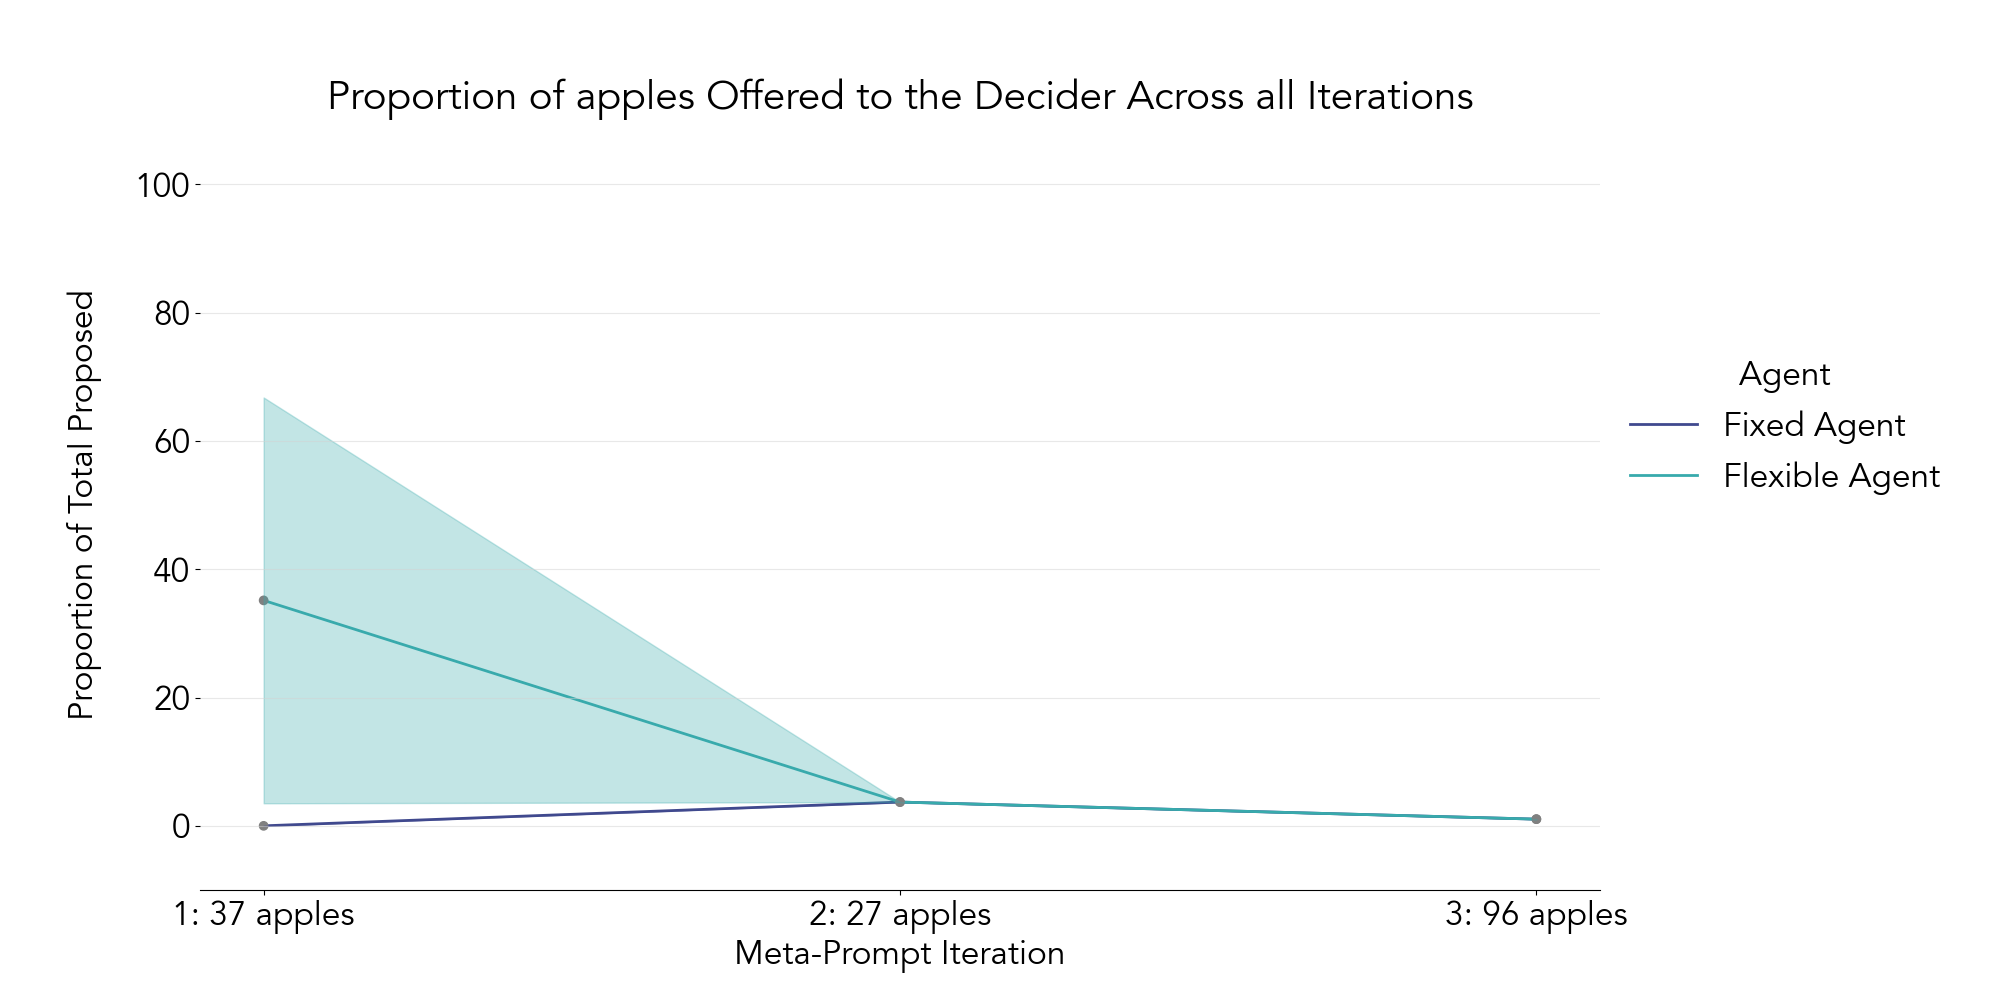 Proportion of apples Offered to the Decider Across all Iterations
100
80
60
40
20
0
Proportion of Total Proposed
1: 37 apples
2: 27 apples
3: 96 apples
Meta-Prompt Iteration
Agent
Fixed Agent
Flexible Agent